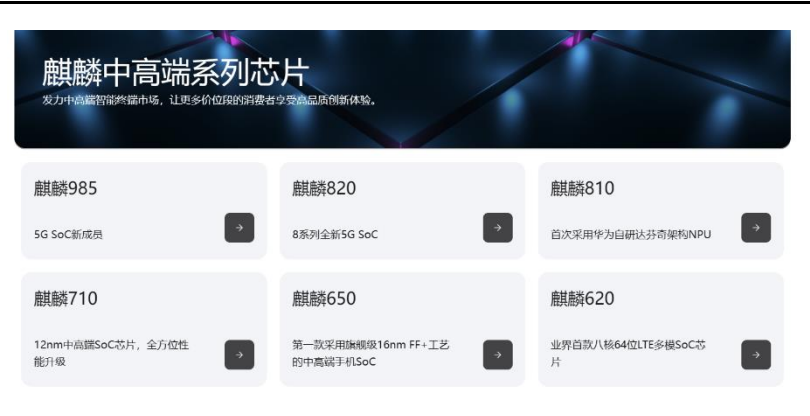 麒麟中高端系列芯片
发力中高端智能终端市场，让更多价位段的消费者享受高品质创新体验。
麒麟985
5G SoC新成员
麒麟820
8系列全新5G SoC
麒麟810
首次采用华为自研达芬奇架构NPU
麒麟710
12nm中高端SoC芯片，全方位性
能升级
麒麟650
第一款采用旗舰级16nm FF+工艺
的中高端手机SoC
麒麟620
业界首款八核64位LTE多模SoC芯
片